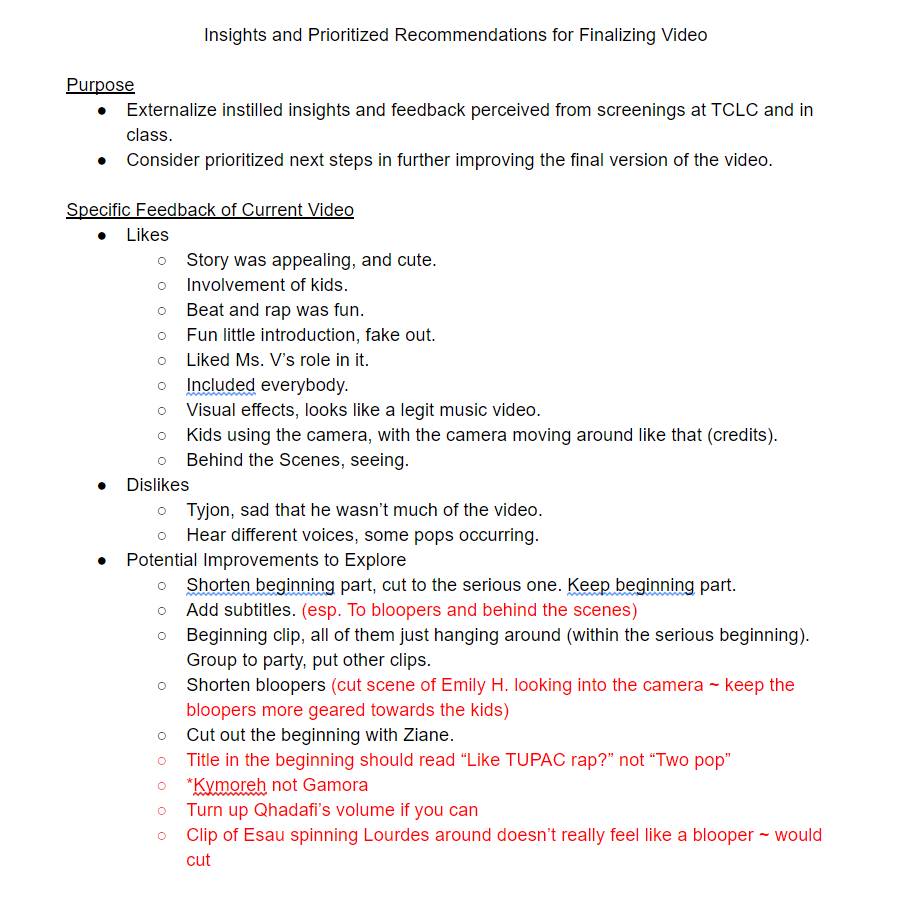 Insights and Prioritized Recommendations for Finalizing Video
Purpose
● Externalize instilled insights and feedback perceived from screenings at TCLC and in
class.
● Consider prioritized next steps in further improving the final version of the video.
Specific Feedback of Current Video
● Likes
○ Story was appealing, and cute.
○ Involvement of kids.
○ Beat and rap was fun.
○ Fun little introduction, fake out.
○ Liked Ms. V’s role in it.
○ Included everybody.
○ Visual effects, looks like a legit music video.
○ Kids using the camera, with the camera moving around like that (credits).
○ Behind the Scenes, seeing.
● Dislikes
○ Tyjon, sad that he wasn’t much of the video.
○ Hear different voices, some pops occurring.
● Potential Improvements to Explore
○ Shorten beginning part, cut to the serious one. Keep beginning part.
○ Add subtitles. (esp. To bloopers and behind the scenes)
○ Beginning clip, all of them just hanging around (within the serious beginning).
Group to party, put other clips.
○ Shorten bloopers (cut scene of Emily H. looking into the camera ~ keep the
bloopers more geared towards the kids)
○ Cut out the beginning with Ziane.
○ Title in the beginning should read “Like TUPAC rap?” not “Two pop”
○ *Kymoreh not Gamora
○ Turn up Qhadafi’s volume if you can
○ Clip of Esau spinning Lourdes around doesn’t really feel like a blooper ~ would
cut